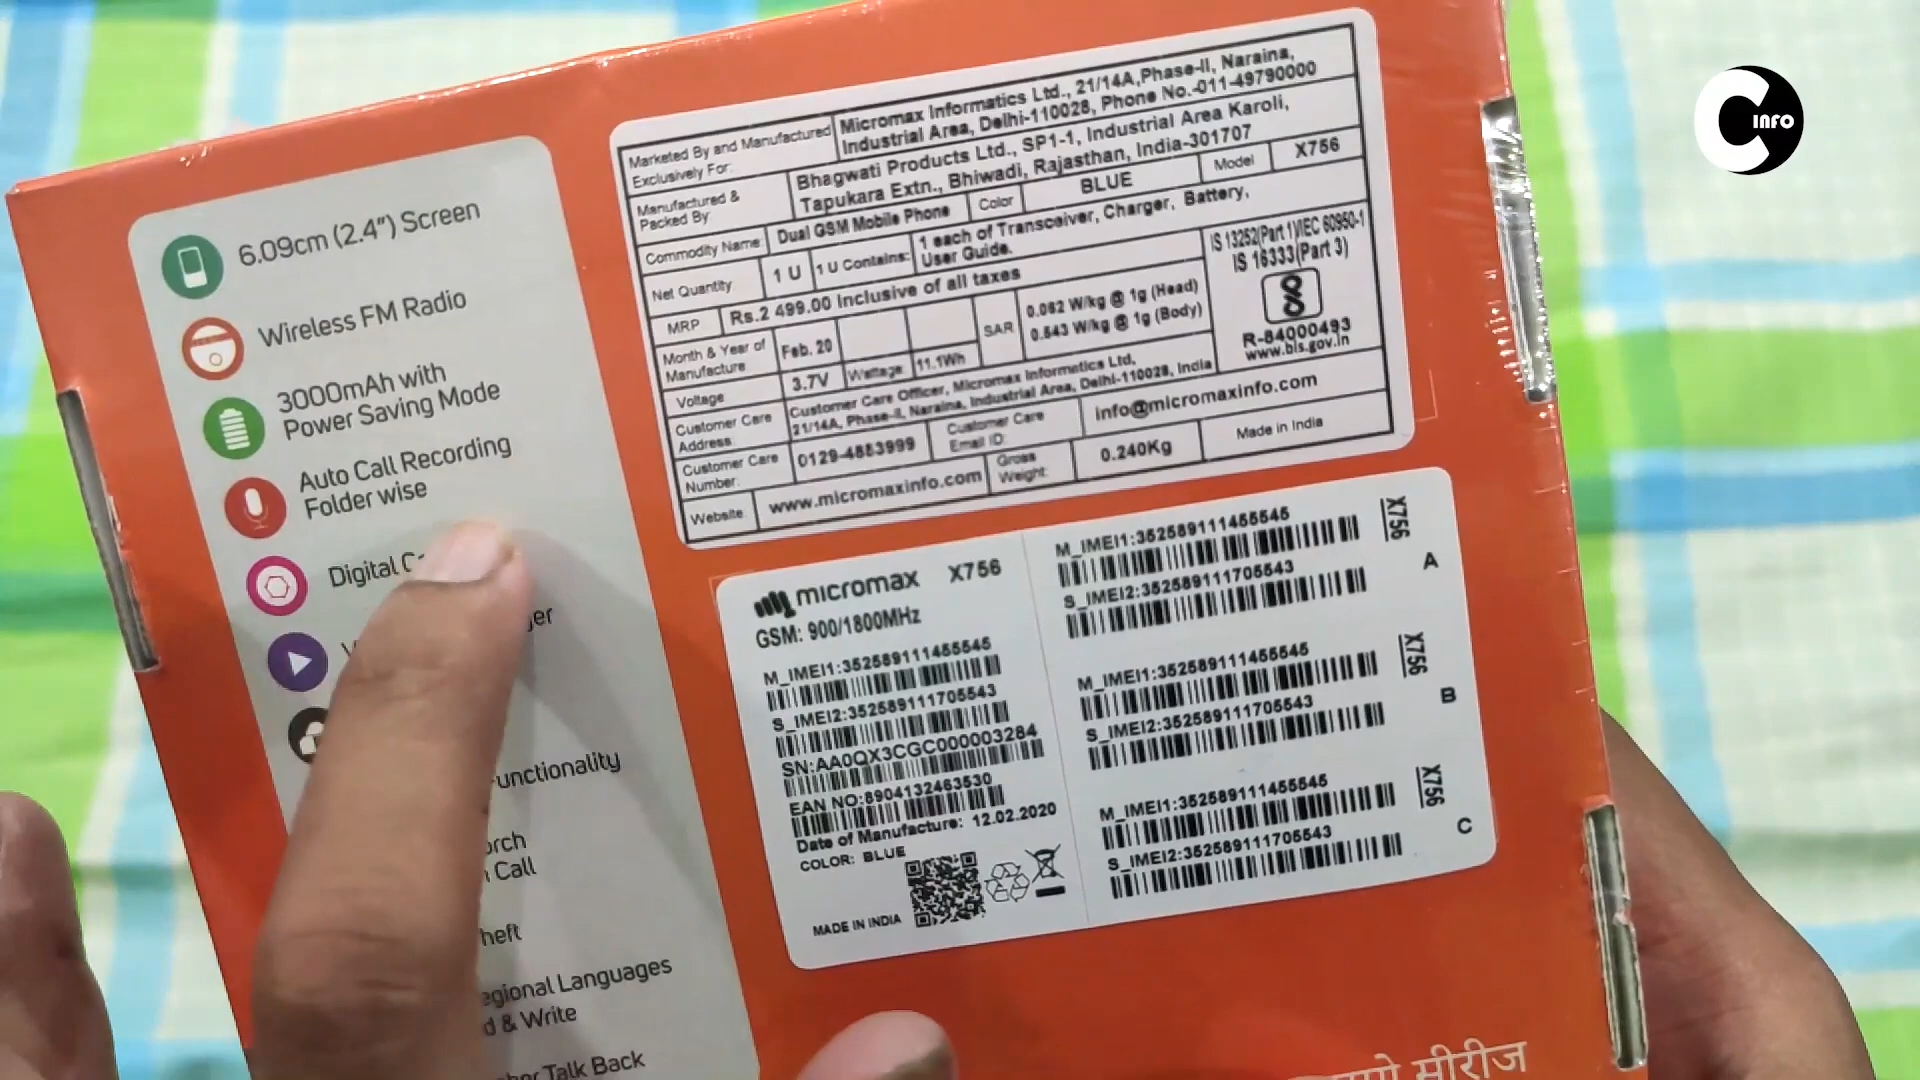 C INFO
6.09cm (2.4") Screen
Wireless FM Radio
3000mAh with
Power Saving Mode
Auto Call Recording
Folder wise
Digital
Call
Regional Languages
& Write
Talk Back
Marketed By and Manufactured
Exclusively For:
Micromax Informatics Ltd., 21/14A,Phase-II, Naraina,
Industrial Area, Delhi-110028, Phone No.-011-49790000
Manufactured &
Packed By:
Bhagwati Products Ltd., SP1-1, Industrial Area Karoli,
Tapukara Extn., Bhiwadi, Rajasthan, India-301707
Commodity Name: Dual GSM Mobile Phone Color BLUE Model X756
Net Quantity 1 U 1 U Contains: 1 each of Transceiver, Charger, Battery,
User Guide.
MRP Rs.2 499.00 Inclusive of all taxes
Month & Year of
Manufacture
Feb. 20
SAR
0.062 W/kg @ 1g (Head)
0.843 W/kg @ 1g (Body)
IS 13252(Part 1)/IEC 60950-1
IS 16333(Part 3)
R-84000493
www.bis.gov.in
Voltage 3.7V Wattage 11.1Wh
Customer Care
Address:
Customer Care Officer, Micromax Informatics Ltd,
21/14A, Phase-II, Naraina, Industrial Area, Delhi-110028, India
Customer Care
Number:
0129-4883999
Customer Care
Email ID:
info@micromaxinfo.com
Website: www.micromaxinfo.com
Gross
Weight:
0.240Kg
Made in India
micromax X756
GSM: 900/1800MHz
M_IMEI1:352589111455545
S_IMEI2:352589111705543
SN:AA0QX3CGC000003284
EAN NO:8904132463530
Date of Manufacture: 12.02.2020
COLOR: BLUE
MADE IN INDIA
M_IMEI1:352589111455545
S_IMEI2:352589111705543
X756
A
M_IMEI1:352589111455545
S_IMEI2:352589111705543
X756
B
M_IMEI1:352589111455545
S_IMEI2:352589111705543
X756
C
सीरीज